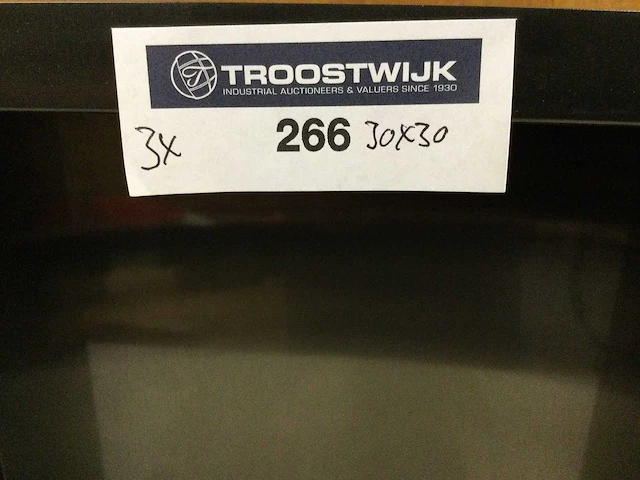 TROOSTWIJK
INDUSTRIAL AUCTIONEERS & VALUERS SINCE 1930
3X 266 30X30